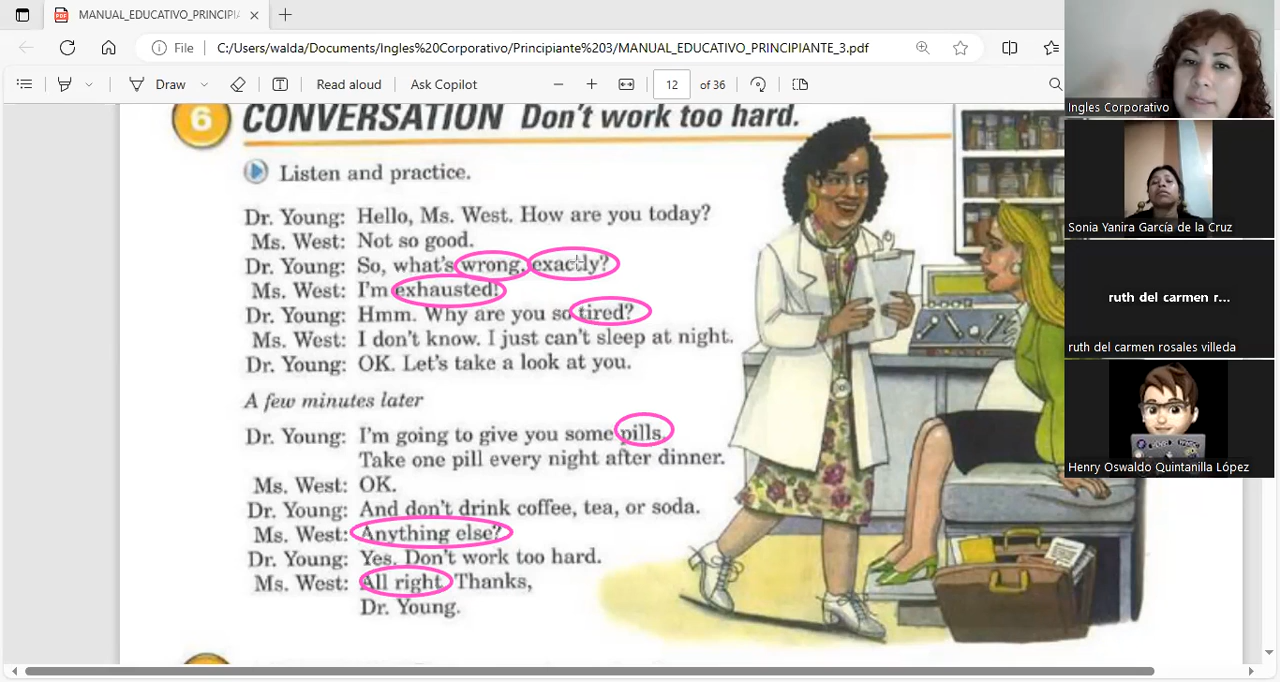 MANUAL_EDUCATIVO_PRINCIPI
File C:/Users/walda/Documents/Ingles%20Corporativo/Principiante%203/MANUAL_EDUCATIVO_PRINCIPIANTE_3.pdf
Draw Read aloud Ask Copilot 12 of 36
6 CONVERSATION Don't work too hard.
Listen and practice.
Dr. Young: Hello, Ms. West. How are you today?
Ms. West: Not so good.
Dr. Young: So, what's wrong, exactly?
Ms. West: I'm exhausted!
Dr. Young: Hmm. Why are you so tired?
Ms. West: I don't know. I just can't sleep at night.
Dr. Young: OK. Let's take a look at you.
A few minutes later
Dr. Young: I'm going to give you some pills.
Take one pill every night after dinner.
Ms. West: OK.
Dr. Young: And don't drink coffee, tea, or soda.
Ms. West: Anything else?
Dr. Young: Yes. Don't work too hard.
Ms. West: All right. Thanks,
Dr. Young.
Ingles Corporativo
Sonia Yanira García de la Cruz
ruth del carmen r...
ruth del carmen rosales villeda
Henry Oswaldo Quintanilla López